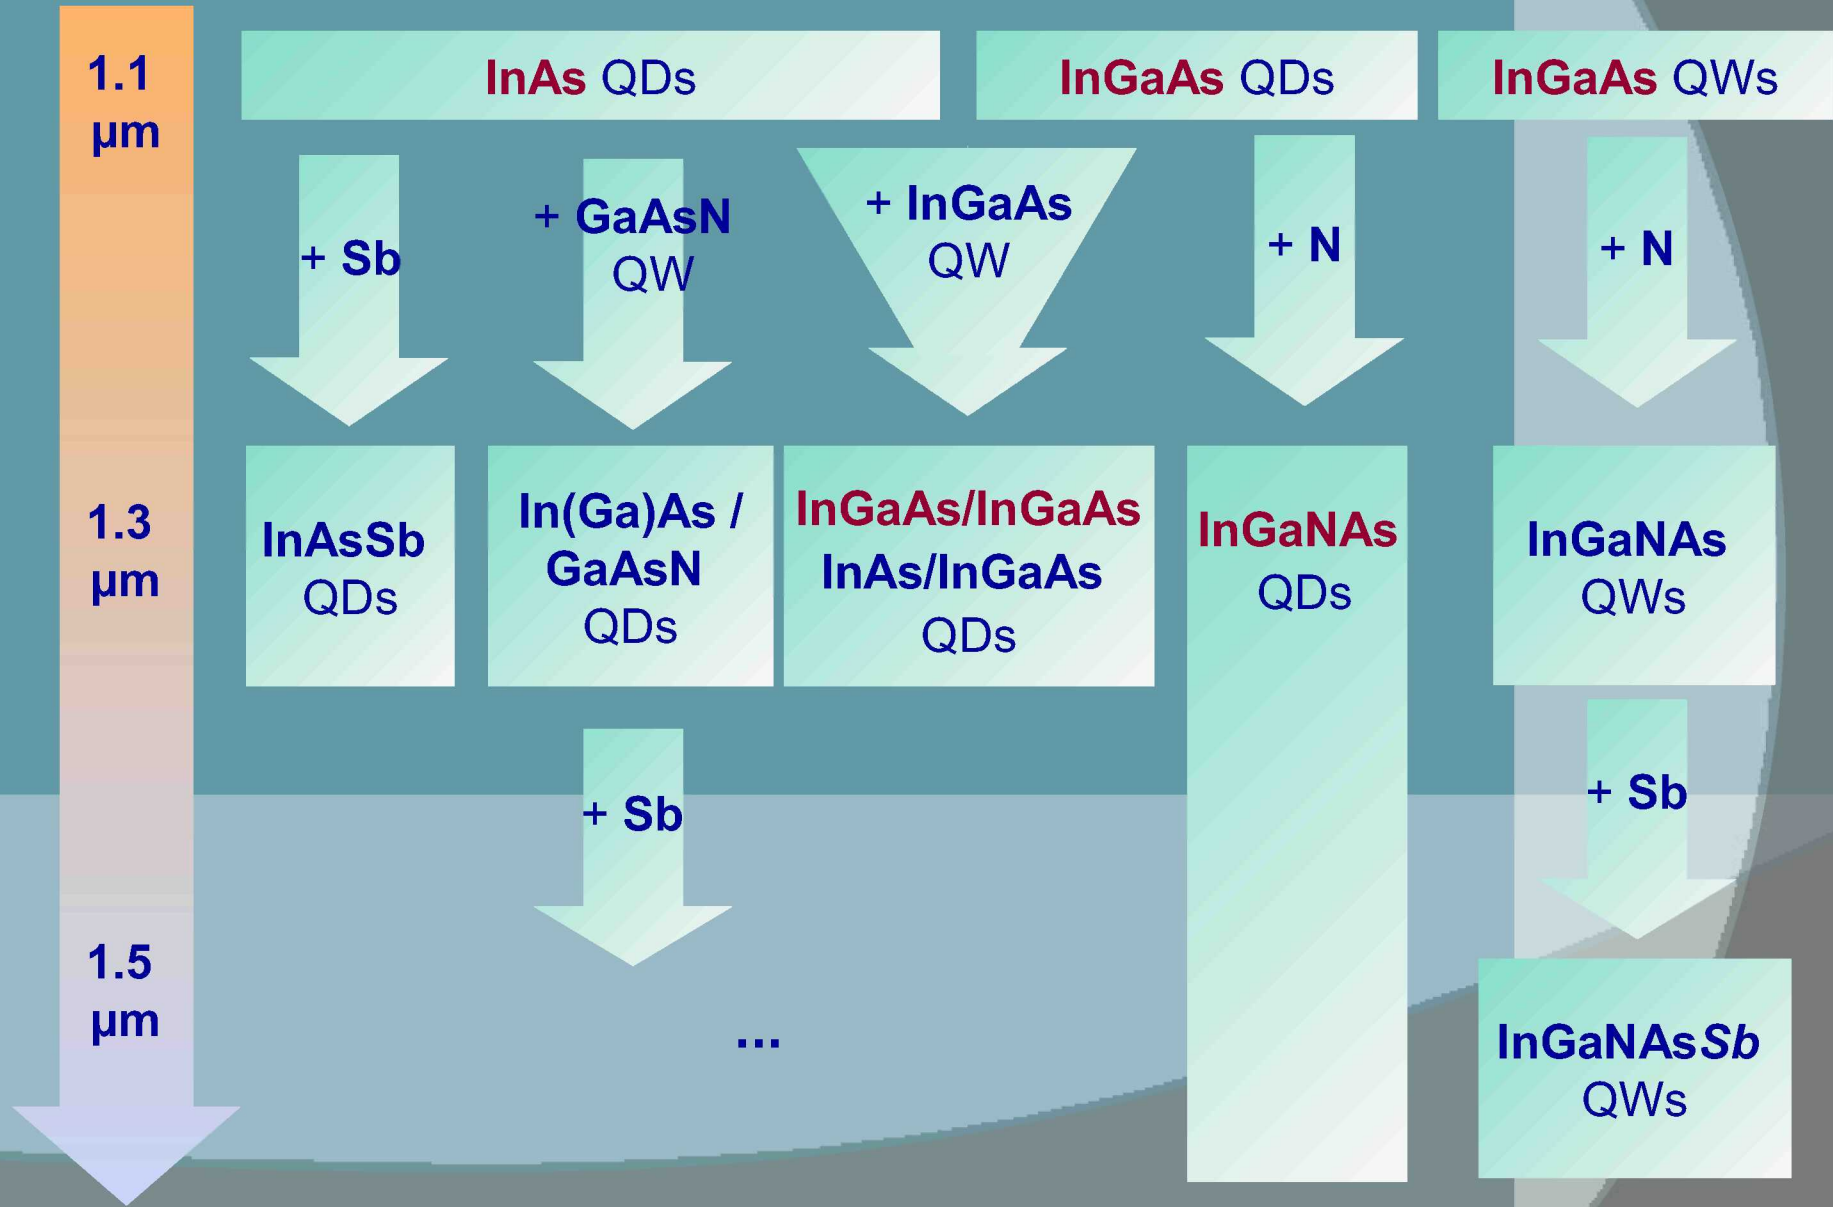 1.1
µm
InAs QDs
InGaAs QDs
InGaAs QWs
+ Sb
+ GaAsN
QW
+ InGaAs
QW
+ N
+ N
1.3
µm
InAsSb
QDs
In(Ga)As /
GaAsN
QDs
InGaAs/InGaAs
InAs/InGaAs
QDs
InGaNAs
QDs
InGaNAs
QWs
+ Sb
+ Sb
1.5
µm
...
InGaNAsSb
QWs